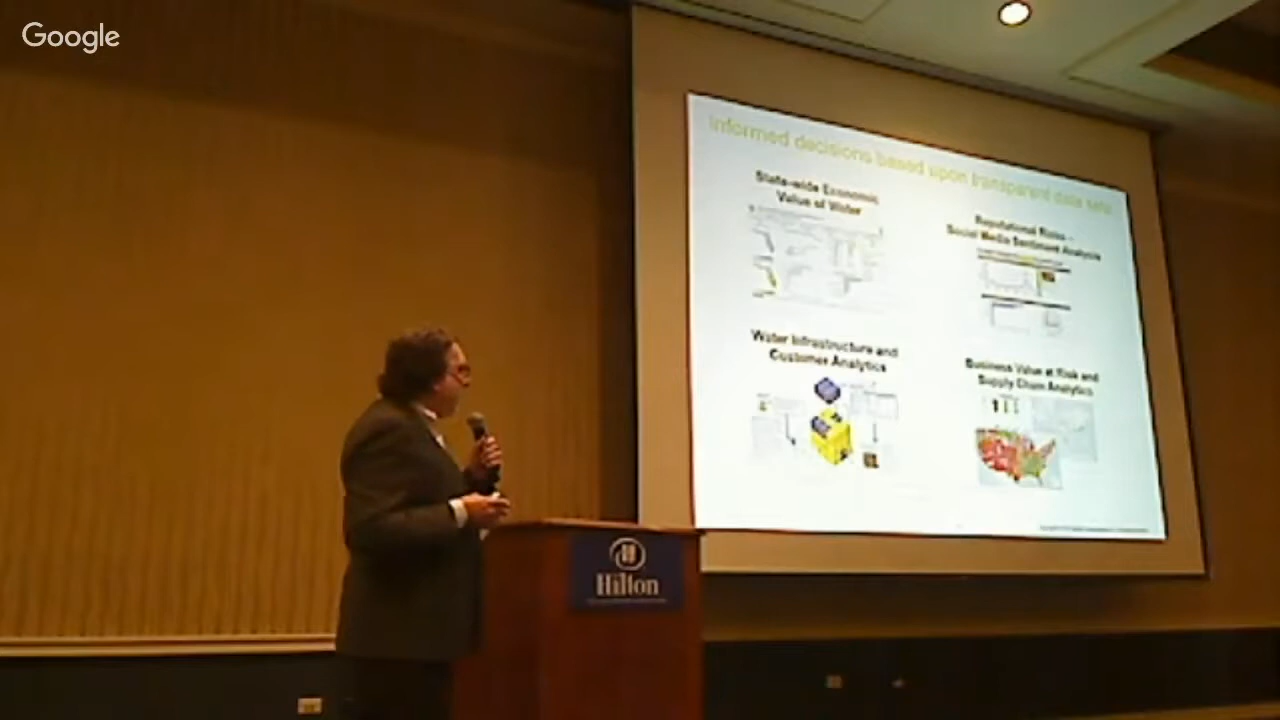 Google
Informed decisions based upon transparent data sets
State-wide Economic
Value of Water
Reputational Risks –
Social Media Sentiment Analysis
Water Infrastructure and
Customer Analytics
Business Value at Risk and
Supply Chain Analytics
Hilton